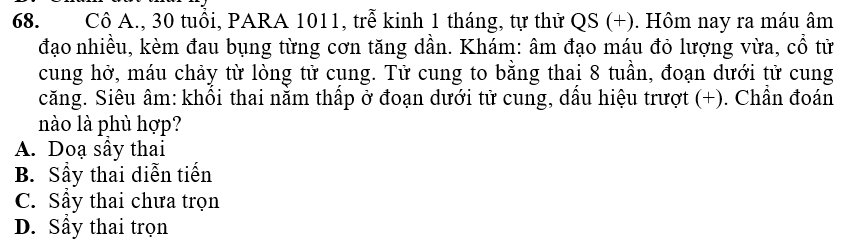 68. Cô A., 30 tuổi, PARA 1011, trễ kinh 1 tháng, tự thử QS (+). Hôm nay ra máu âm
đạo nhiều, kèm đau bụng từng cơn tăng dần. Khám: âm đạo máu đỏ lượng vừa, cổ tử
cung hở, máu chảy từ lòng tử cung. Tử cung to bằng thai 8 tuần, đoạn dưới tử cung
căng. Siêu âm: khối thai nằm thấp ở đoạn dưới tử cung, dấu hiệu trượt (+). Chẩn đoán
nào là phù hợp?
A. Doạ sẩy thai
B. Sẩy thai diễn tiến
C. Sẩy thai chưa trọn
D. Sẩy thai trọn